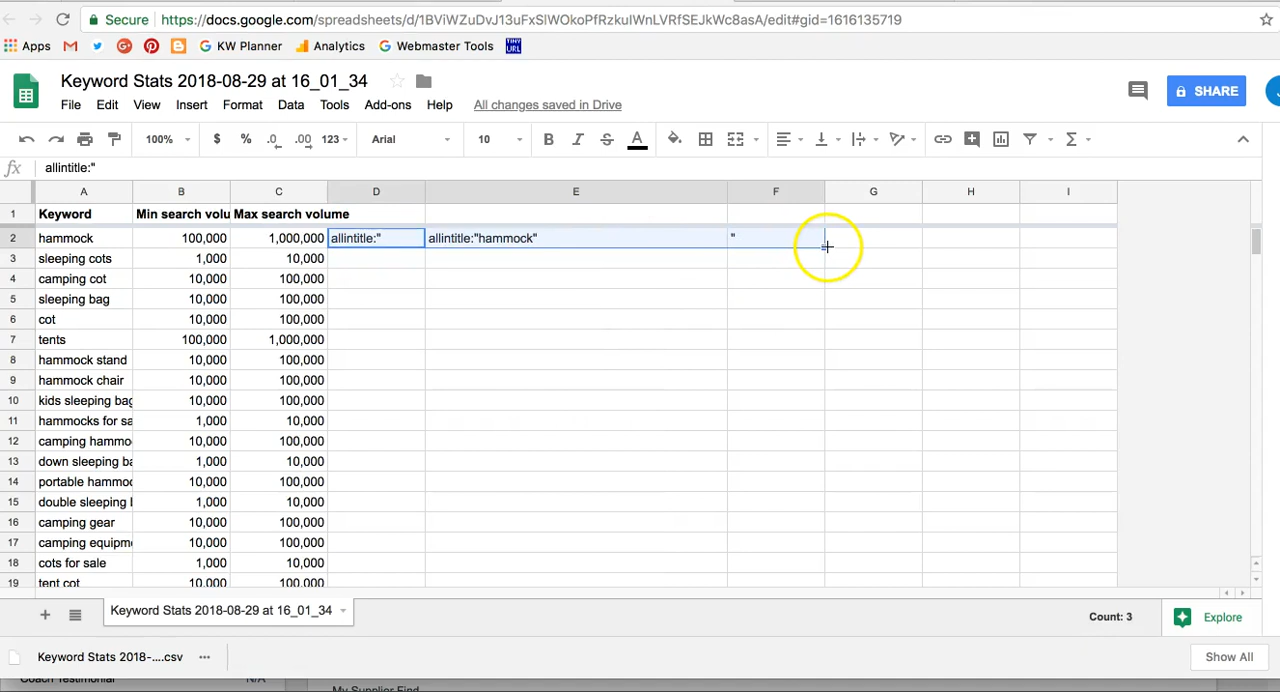 Secure https://docs.google.com/spreadsheets/d/1BViWZuDvJ13uFxSlWOkoPfRzkuIWnLVRfSEJkWc8asA/edit#gid=1616135719
Apps KW Planner Analytics Webmaster Tools TINY URL
Keyword Stats 2018-08-29 at 16_01_34
SHARE
File Edit View Insert Format Data Tools Add-ons Help All changes saved in Drive
100% $ % .0 .00 123 Arial 10 B I S A Σ
fx allintitle:"
A B C D E F G H I
1 Keyword Min search volu Max search volume
2 hammock 100,000 1,000,000 allintitle:" allintitle:"hammock" "
3 sleeping cots 1,000 10,000
4 camping cot 10,000 100,000
5 sleeping bag 10,000 100,000
6 cot 10,000 100,000
7 tents 100,000 1,000,000
8 hammock stand 10,000 100,000
9 hammock chair 10,000 100,000
10 kids sleeping bag 10,000 100,000
11 hammocks for sa 1,000 10,000
12 camping hammo 10,000 100,000
13 down sleeping ba 1,000 10,000
14 portable hammoc 10,000 100,000
15 double sleeping 1,000 10,000
16 camping gear 10,000 100,000
17 camping equipm 10,000 100,000
18 cots for sale 1,000 10,000
19 tent cot 10,000 100,000
+ Keyword Stats 2018-08-29 at 16_01_34 Count: 3 Explore
Keyword Stats 2018-....csv ... Show All
Coach Testimonial N/A My Supplier Find